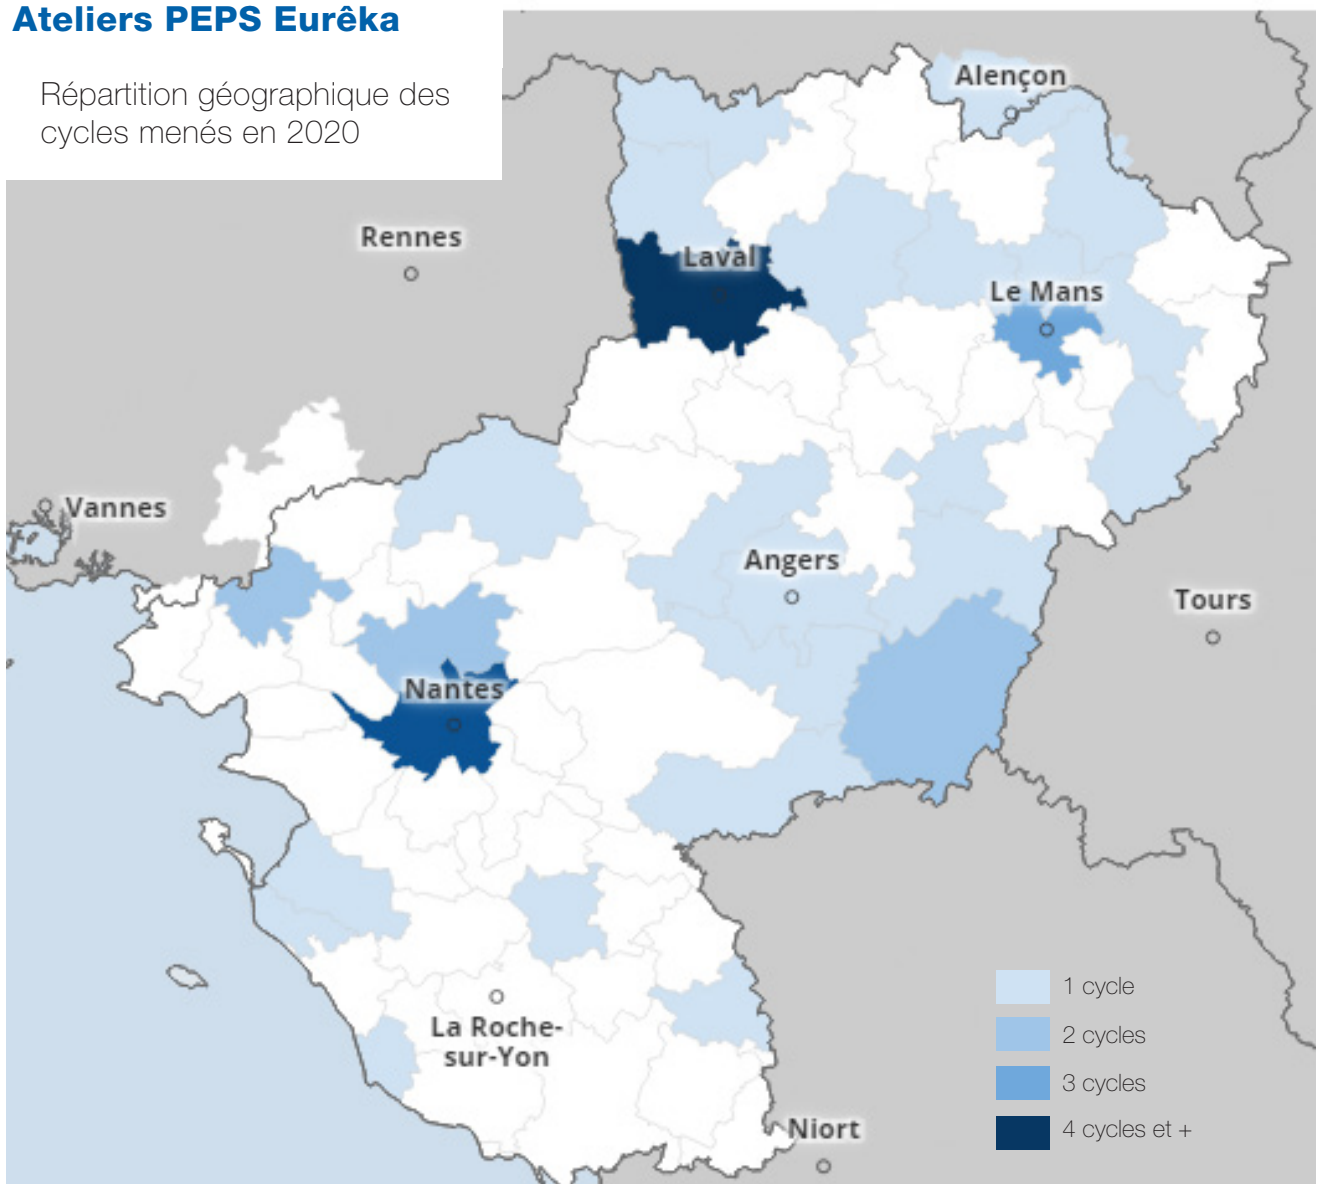 Ateliers PEPS Eurêka
Répartition géographique des
cycles menés en 2020
Alençon
Rennes
Laval
Le Mans
Vannes
Angers
Tours
Nantes
La Roche-
sur-Yon
Niort
1 cycle
2 cycles
3 cycles
4 cycles et +